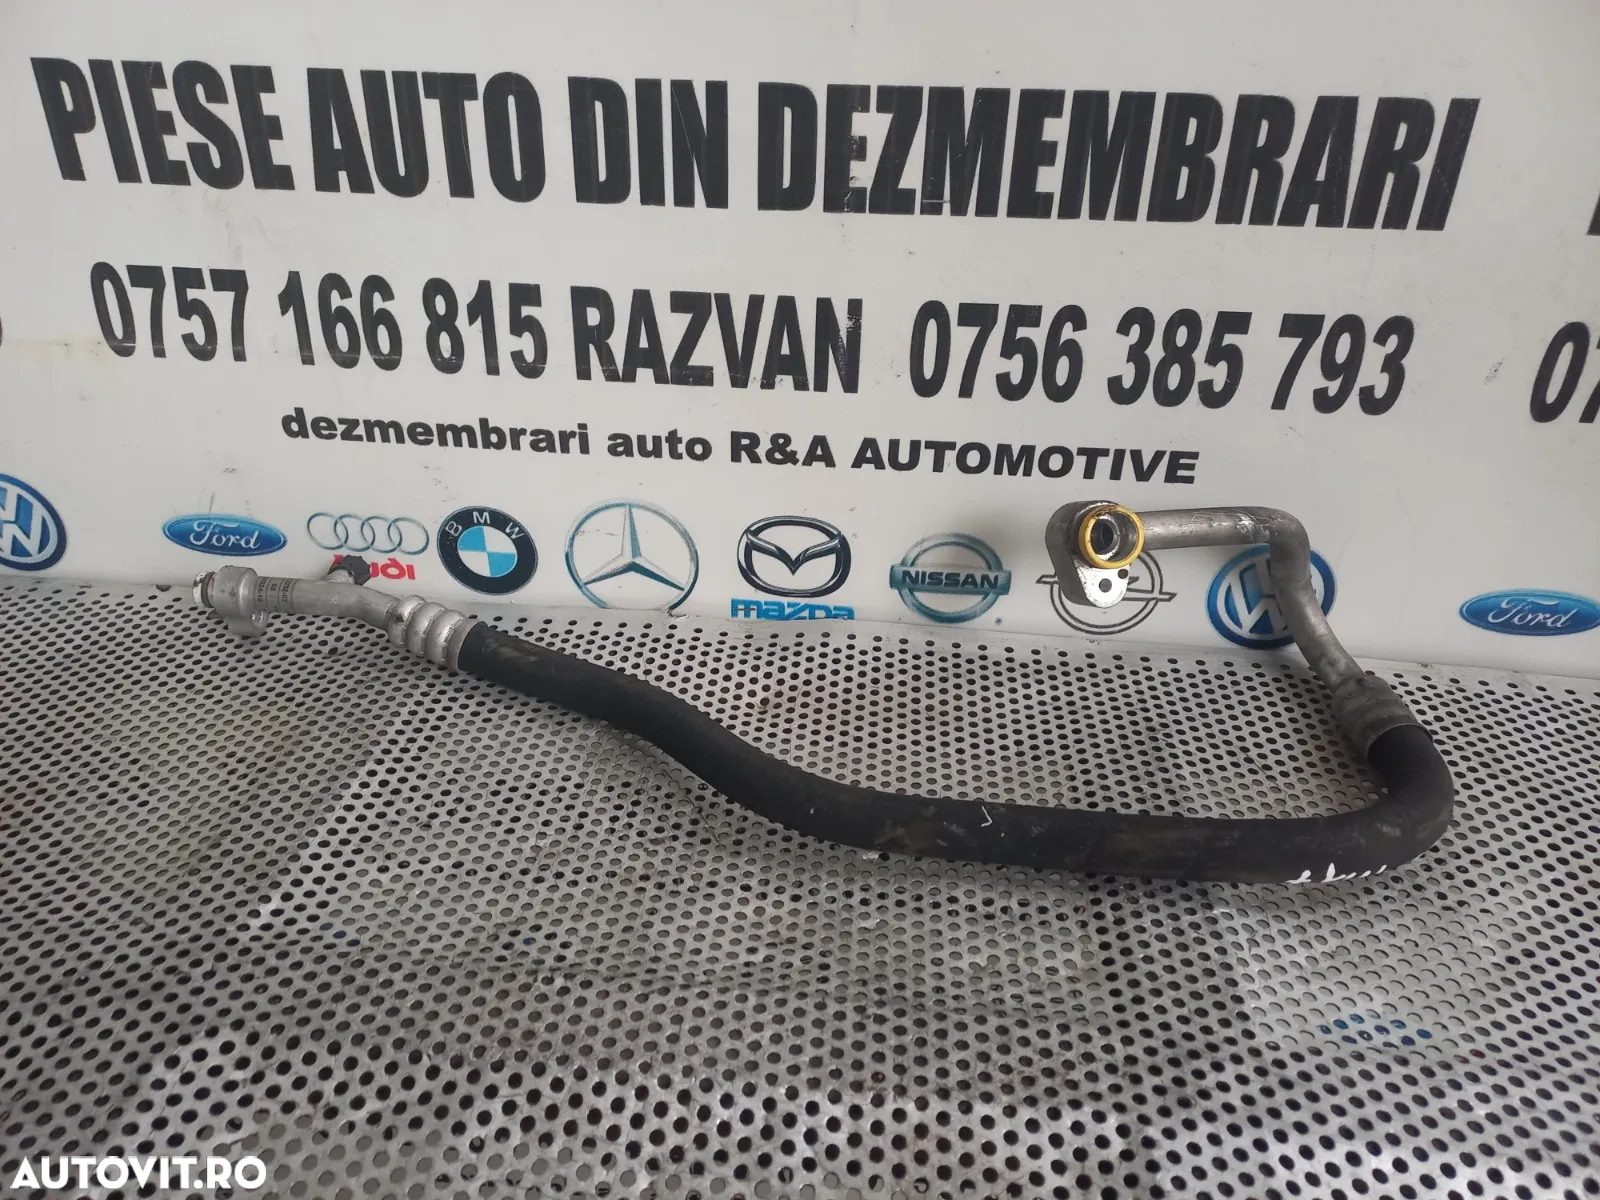 PIESE AUTO DIN DEZMEMBRARI
0757 166 815 RAZVAN 0756 385 793
dezmembrari auto R&A AUTOMOTIVE
Ford
Audi
BMW
mazda
NISSAN
Ford
AUTOVIT.RO